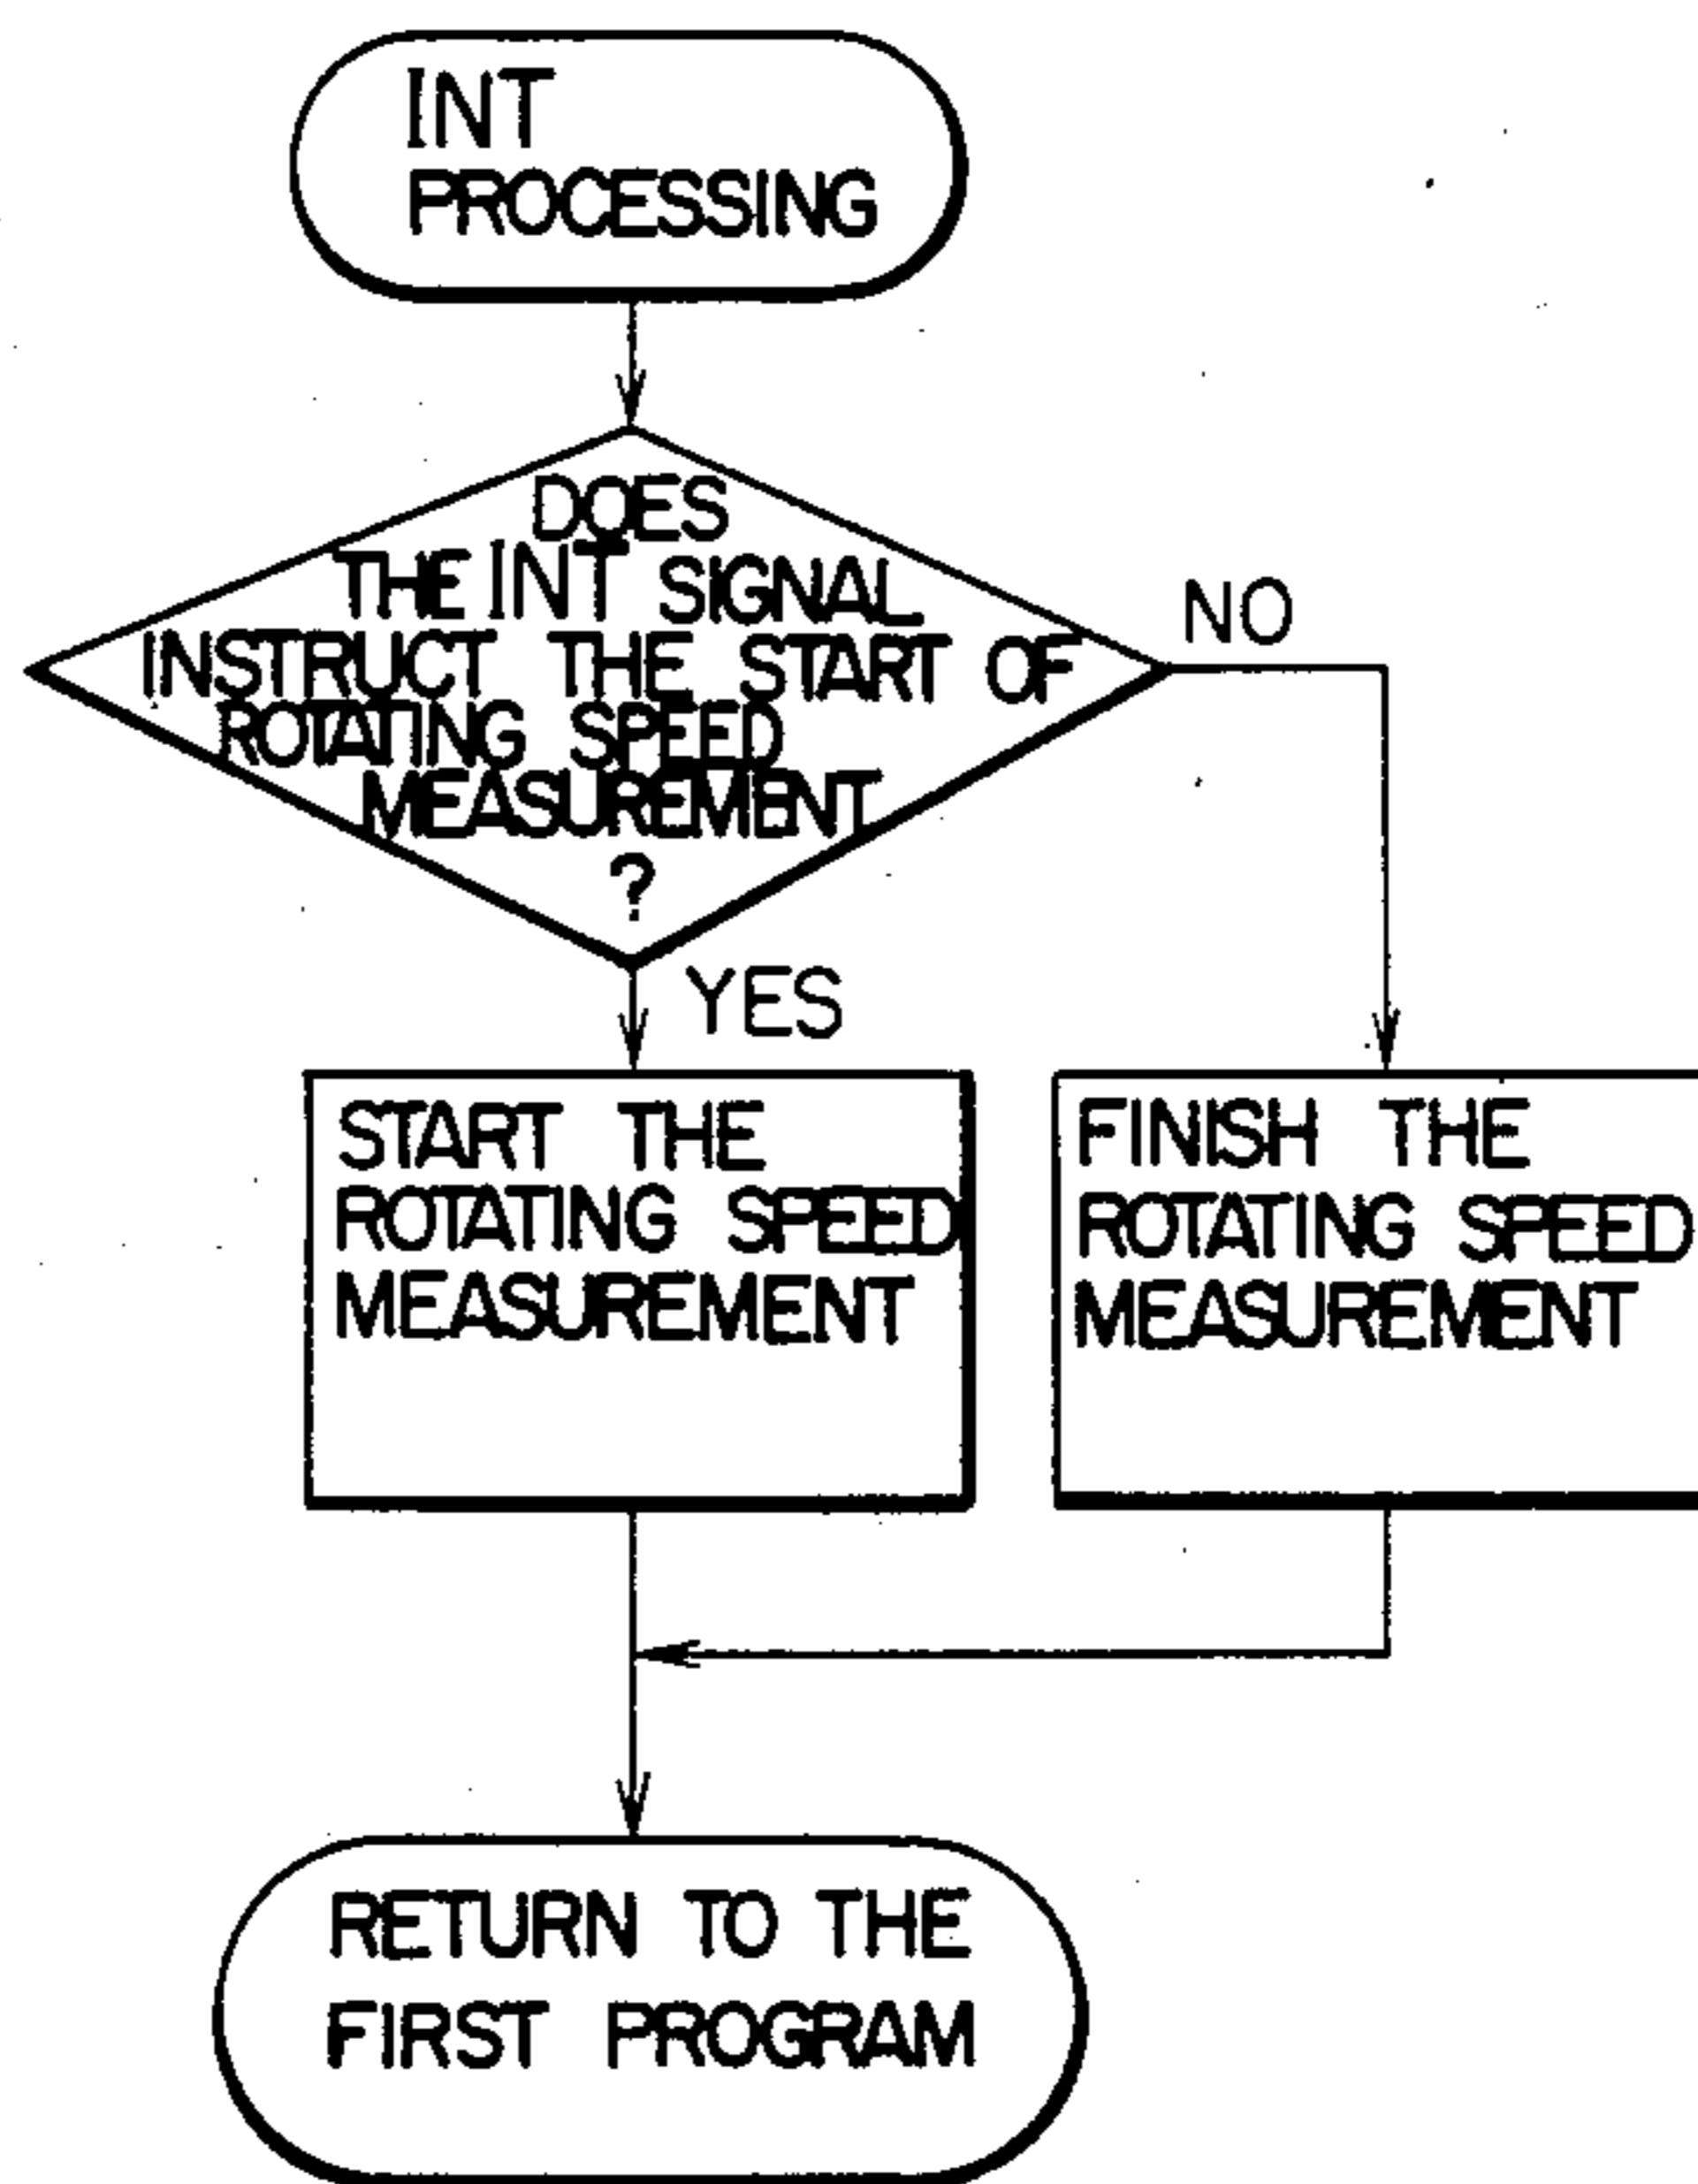 INT
PROCESSING
DOES
THE INT SIGNAL
INSTRUCT THE START OF
ROTATING SPEED
MEASUREMENT
?
NO
YES
START THE
ROTATING SPEED
MEASUREMENT
FINISH THE
ROTATING SPEED
MEASUREMENT
RETURN TO THE
FIRST PROGRAM